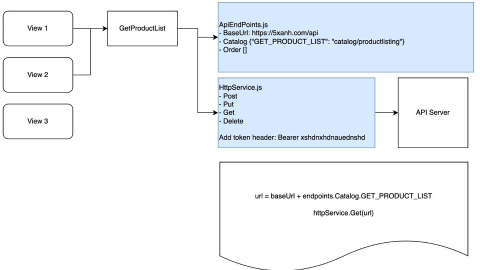 View 1
GetProductList
View 2
View 3
ApiEndPoints.js
- BaseUrl: https://5xanh.com/api
- Catalog {"GET_PRODUCT_LIST": "catalog/productlisting"}
- Order []
HttpService.js
- Post
- Put
- Get
- Delete
Add token header: Bearer xshdnxhdnauednshd
API Server
url = baseUrl + endpoints.Catalog.GET_PRODUCT_LIST
httpService.Get(url)